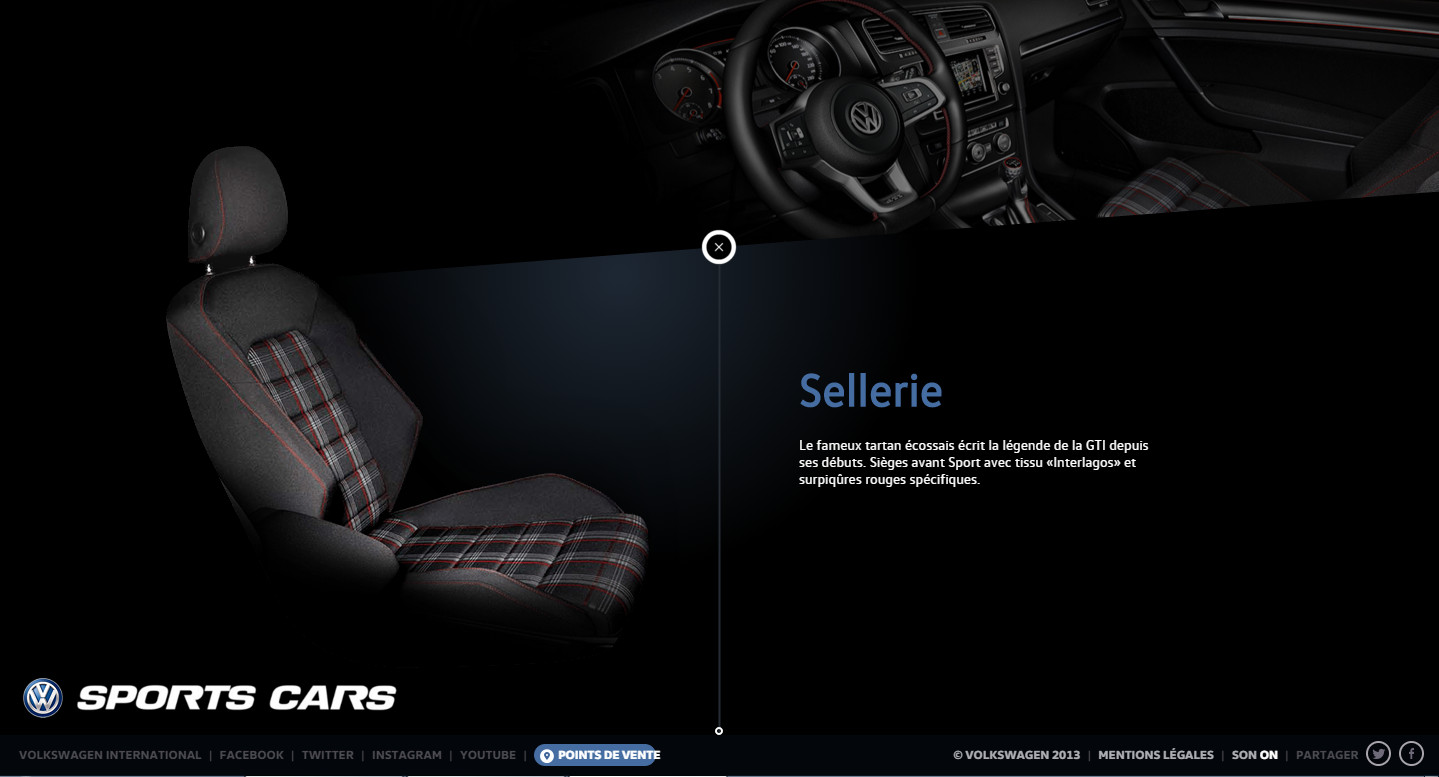 Sellerie
Le fameux tartan écossais écrit la légende de la GTI depuis
ses débuts. Sièges avant Sport avec tissu «Interlagos» et
surpiqûres rouges spécifiques.
SPORTS CARS
VOLKSWAGEN INTERNATIONAL | FACEBOOK | TWITTER | INSTAGRAM | YOUTUBE | POINTS DE VENTE
© VOLKSWAGEN 2013 | MENTIONS LÉGALES | SON ON | PARTAGER